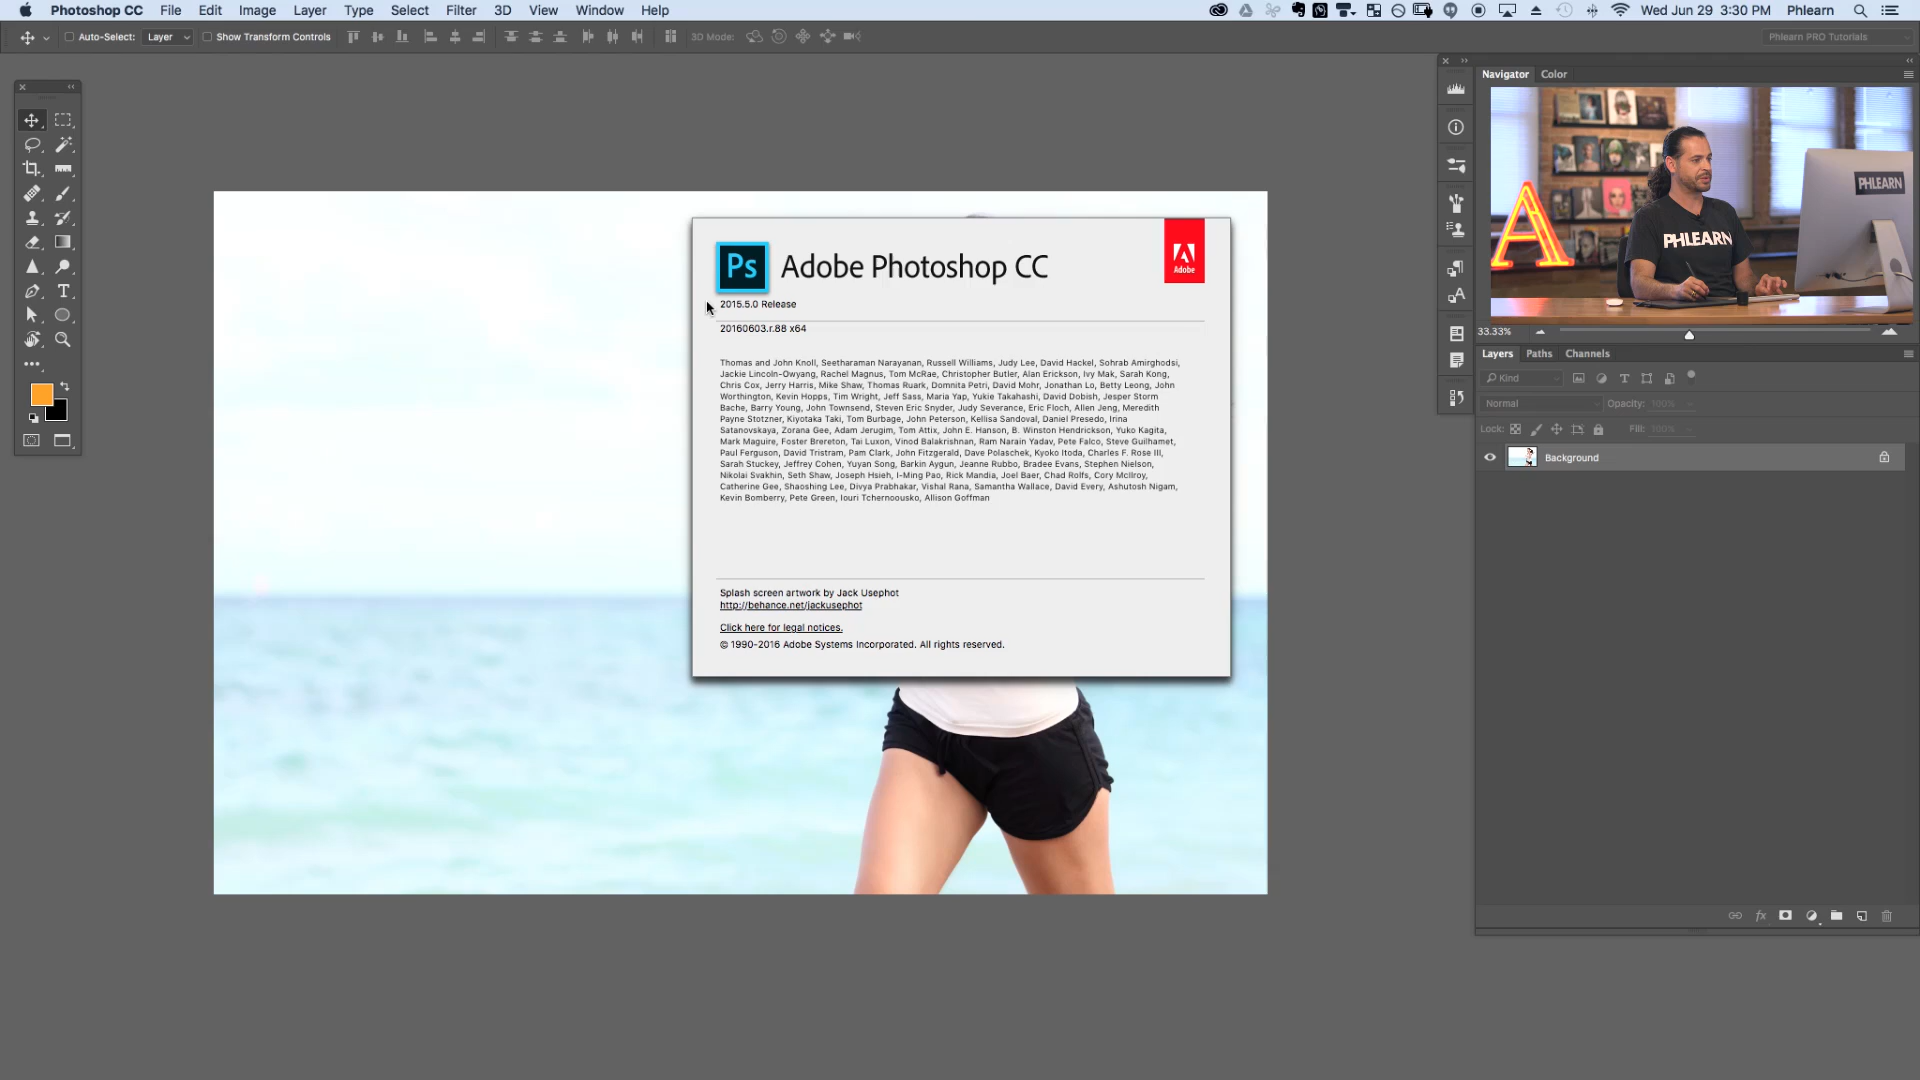 Photoshop CC File Edit Image Layer Type Select Filter 3D View Window Help Wed Jun 29 3:30 PM Phlearn
Auto-Select: Layer Show Transform Controls 3D Mode: Phlearn PRO Tutorials
Navigator Color
PHLEARN
PHLEARN
33.33%
Layers Paths Channels
Kind
Normal Opacity: 100%
Lock: Fill: 100%
Background
fx
Ps Adobe Photoshop CC
Adobe
2015.5.0 Release
20160603.r.88 x64
Thomas and John Knoll, Seetharaman Narayanan, Russell Williams, Judy Lee, David Hackel, Sohrab Amirghodsi,
Jackie Lincoln-Owyang, Rachel Magnus, Tom McRae, Christopher Butler, Alan Erickson, Ivy Mak, Sarah Kong,
Chris Cox, Jerry Harris, Mike Shaw, Thomas Ruark, Domnita Petri, David Mohr, Jonathan Lo, Betty Leong, John
Worthington, Kevin Hopps, Tim Wright, Jeff Sass, Maria Yap, Yukie Takahashi, David Dobish, Jesper Storm
Bache, Barry Young, John Townsend, Steven Eric Snyder, Judy Severance, Eric Floch, Allen Jeng, Meredith
Payne Stotzner, Kiyotaka Taki, Tom Burbage, John Peterson, Kellisa Sandoval, Daniel Presedo, Irina
Satanovskaya, Zorana Gee, Adam Jerugim, Tom Attix, John E. Hanson, B. Winston Hendrickson, Yuko Kagita,
Mark Maguire, Foster Brereton, Tai Luxon, Vinod Balakrishnan, Ram Narain Yadav, Pete Falco, Steve Guilhamet,
Paul Ferguson, David Tristram, Pam Clark, John Fitzgerald, Dave Polaschek, Kyoko Itoda, Charles F. Rose III,
Sarah Stuckey, Jeffrey Cohen, Yuyan Song, Barkin Aygun, Jeanne Rubbo, Bradee Evans, Stephen Nielson,
Nikolai Svakhin, Seth Shaw, Joseph Hsieh, I-Ming Pao, Rick Mandia, Joel Baer, Chad Rolfs, Cory McIlroy,
Catherine Gee, Shaoshing Lee, Divya Prabhakar, Vishal Rana, Samantha Wallace, David Every, Ashutosh Nigam,
Kevin Bomberry, Pete Green, Iouri Tchernoousko, Allison Goffman
Splash screen artwork by Jack Usephot
http://behance.net/jackusephot
Click here for legal notices.
© 1990-2016 Adobe Systems Incorporated. All rights reserved.